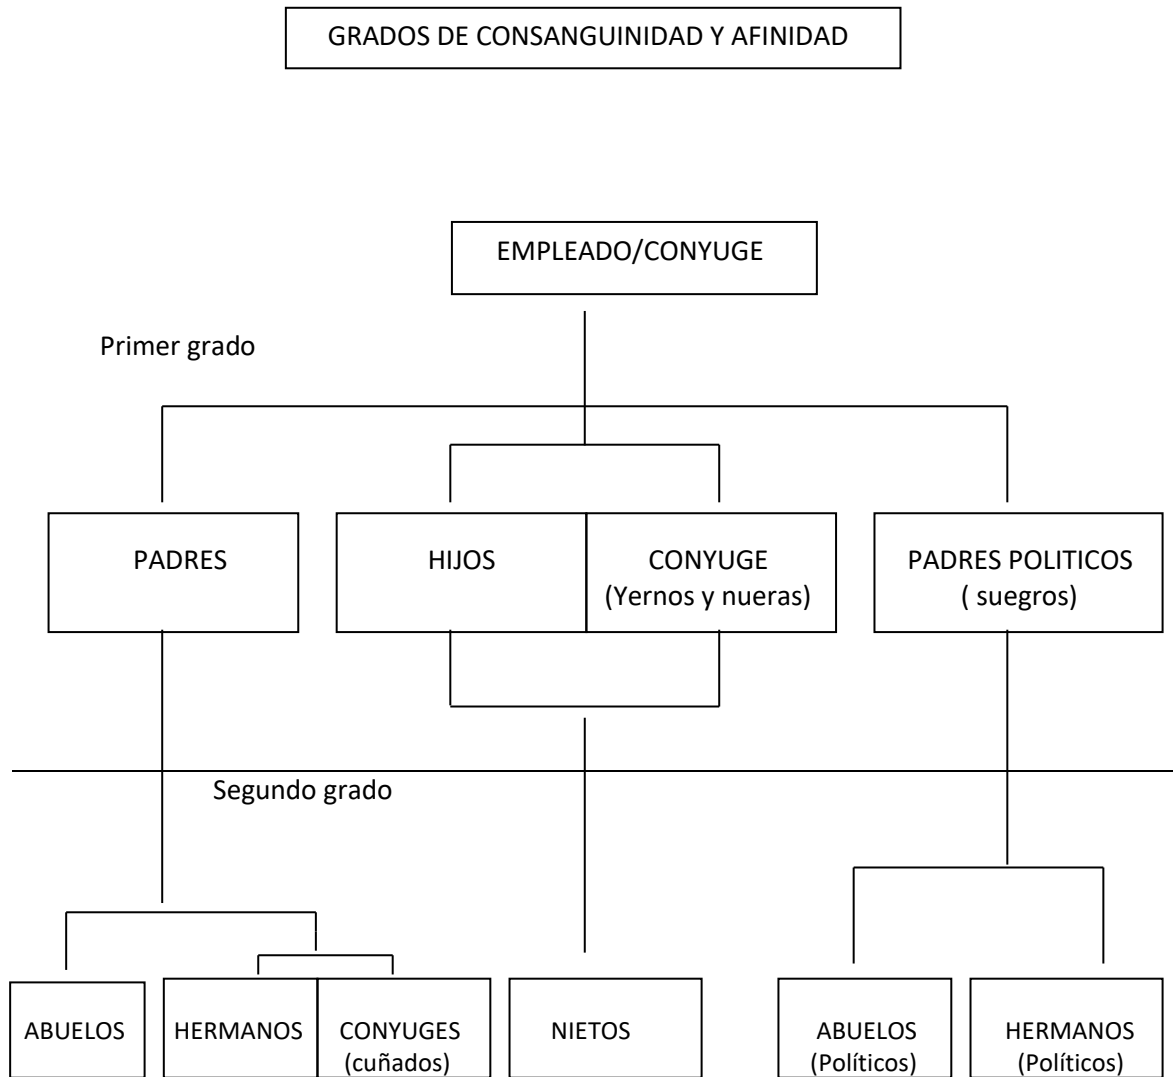 GRADOS DE CONSANGUINIDAD Y AFINIDAD
EMPLEADO/CONYUGE
Primer grado
PADRES
HIJOS
CONYUGE
(Yernos y nueras)
PADRES POLITICOS
( suegros)
Segundo grado
ABUELOS
HERMANOS
CONYUGES
(cuñados)
NIETOS
ABUELOS
(Políticos)
HERMANOS
(Políticos)